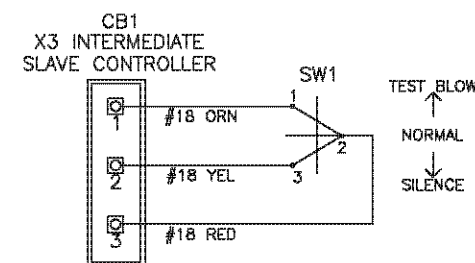 CB1
X3 INTERMEDIATE
SLAVE CONTROLLER
SW1
TEST BLOW
1
1
#18 ORN
2
NORMAL
2
#18 YEL
3
SILENCE
3
#18 RED